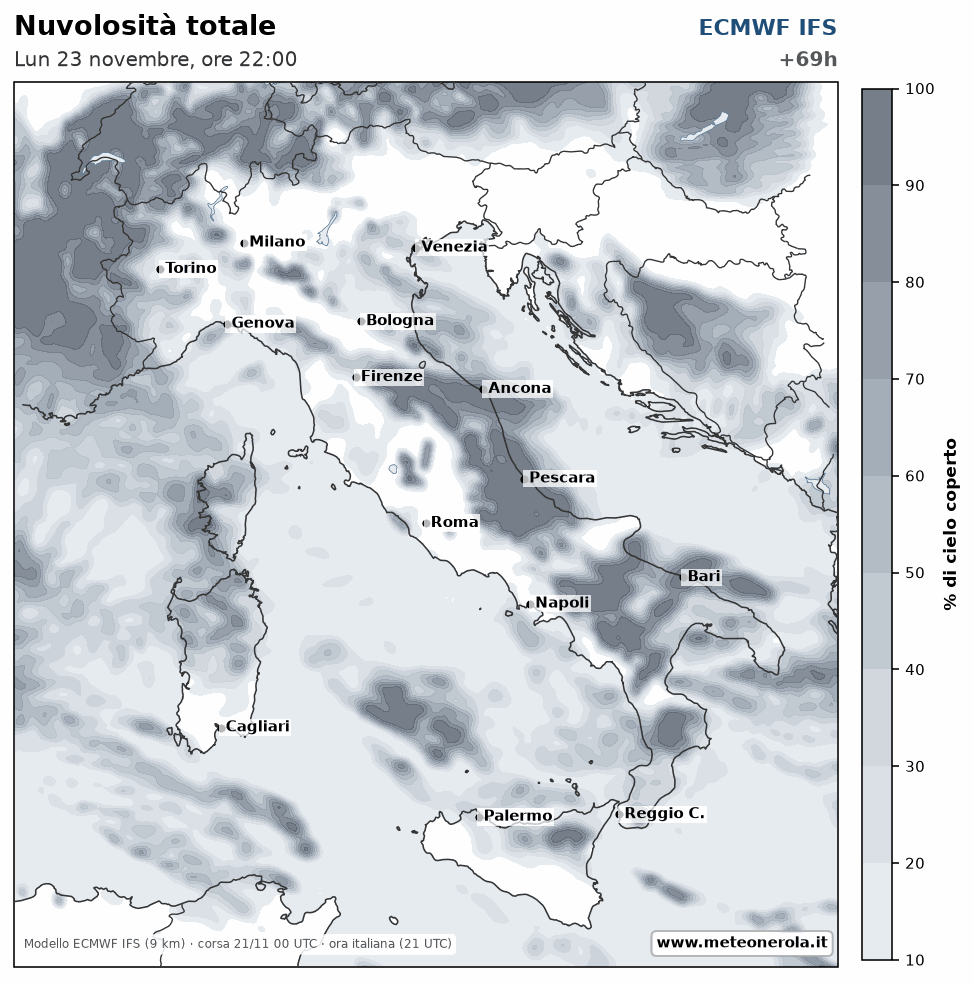 Nuvolosità totale
ECMWF IFS
Lun 23 novembre, ore 22:00
+69h
100
90
80
70
60
50
40
30
20
10
% di cielo coperto
Milano
Venezia
Torino
Genova
Bologna
Firenze
Ancona
Pescara
Roma
Bari
Napoli
Cagliari
Palermo
Reggio C.
Modello ECMWF IFS (9 km) · corsa 21/11 00 UTC · ora italiana (21 UTC)
www.meteonerola.it